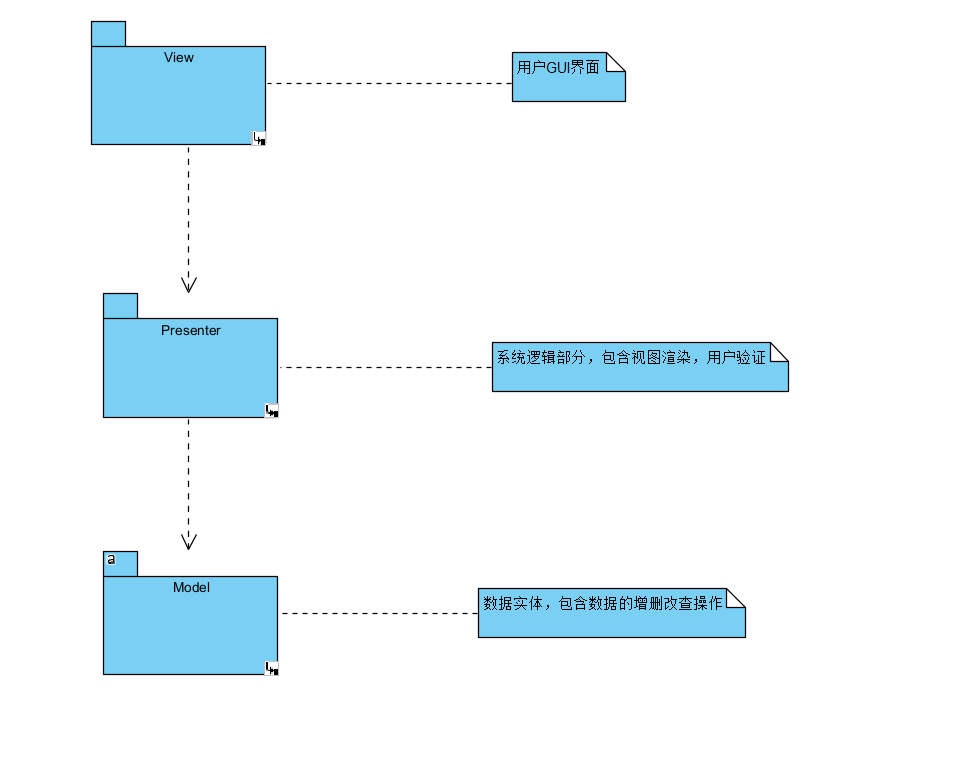 View
用户GUI界面
Presenter
系统逻辑部分，包含视图渲染，用户验证
a
Model
数据实体，包含数据的增删改查操作